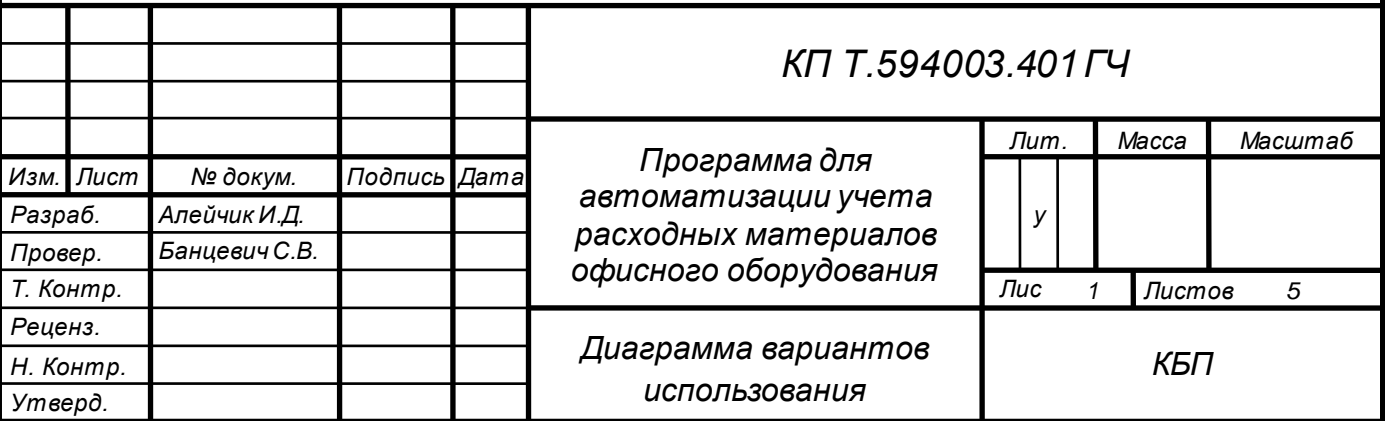 КП Т.594003.401 ГЧ
Изм. Лист № докум. Подпись Дата
Разраб. Алейчик И.Д.
Провер. Банцевич С.В.
Т. Контр.
Реценз.
Н. Контр.
Утверд.
Программа для
автоматизации учета
расходных материалов
офисного оборудования
Диаграмма вариантов
использования
Лит. Масса Масштаб
у
Лис 1 Листов 5
КБП